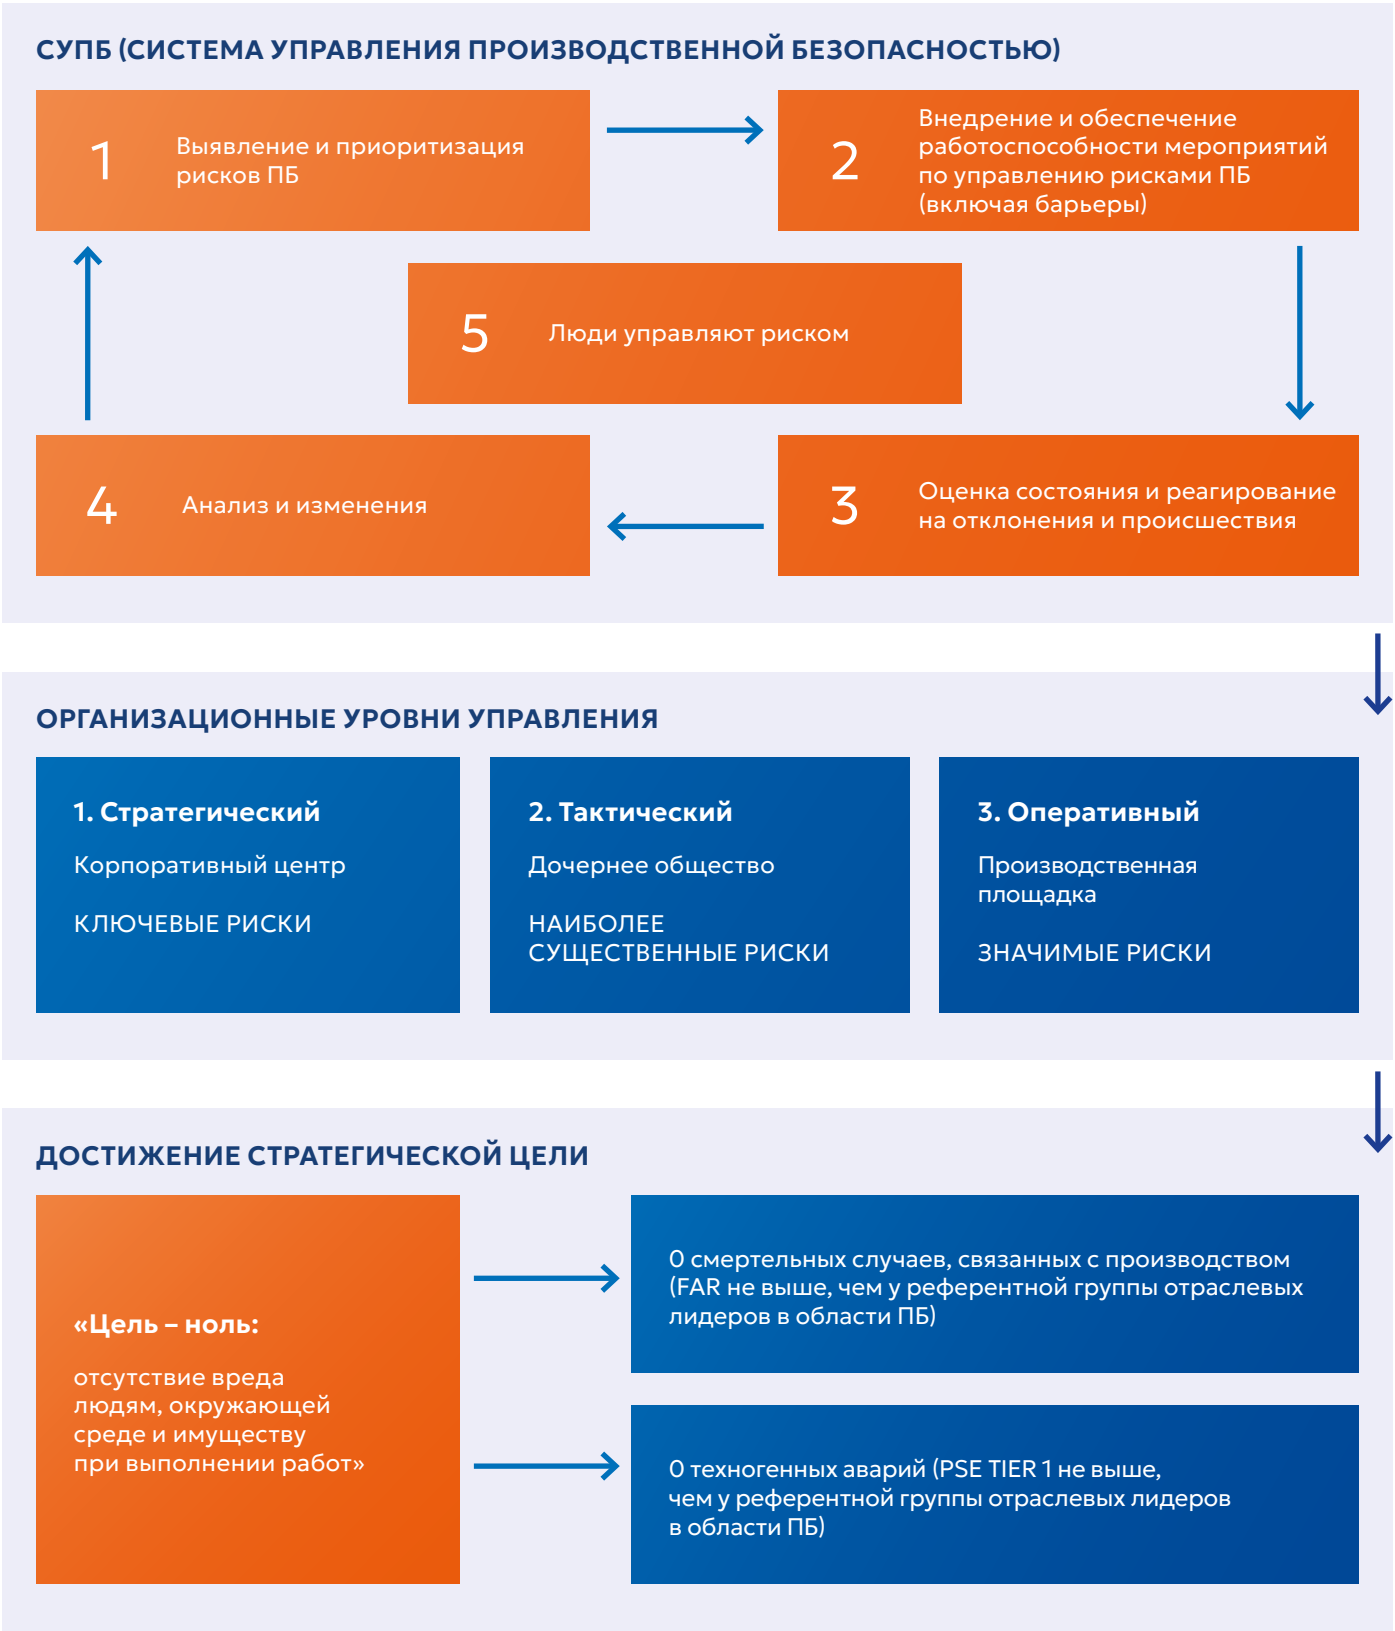 СУПБ (СИСТЕМА УПРАВЛЕНИЯ ПРОИЗВОДСТВЕННОЙ БЕЗОПАСНОСТЬЮ)
1
Выявление и приоритизация
рисков ПБ
2
Внедрение и обеспечение
работоспособности мероприятий
по управлению рисками ПБ
(включая барьеры)
5
Люди управляют риском
4
Анализ и изменения
3
Оценка состояния и реагирование
на отклонения и происшествия
ОРГАНИЗАЦИОННЫЕ УРОВНИ УПРАВЛЕНИЯ
1. Стратегический
Корпоративный центр
КЛЮЧЕВЫЕ РИСКИ
2. Тактический
Дочернее общество
НАИБОЛЕЕ
СУЩЕСТВЕННЫЕ РИСКИ
3. Оперативный
Производственная
площадка
ЗНАЧИМЫЕ РИСКИ
ДОСТИЖЕНИЕ СТРАТЕГИЧЕСКОЙ ЦЕЛИ
«Цель – ноль:
отсутствие вреда
людям, окружающей
среде и имуществу
при выполнении работ»
0 смертельных случаев, связанных с производством
(FAR не выше, чем у референтной группы отраслевых
лидеров в области ПБ)
0 техногенных аварий (PSE TIER 1 не выше,
чем у референтной группы отраслевых лидеров
в области ПБ)